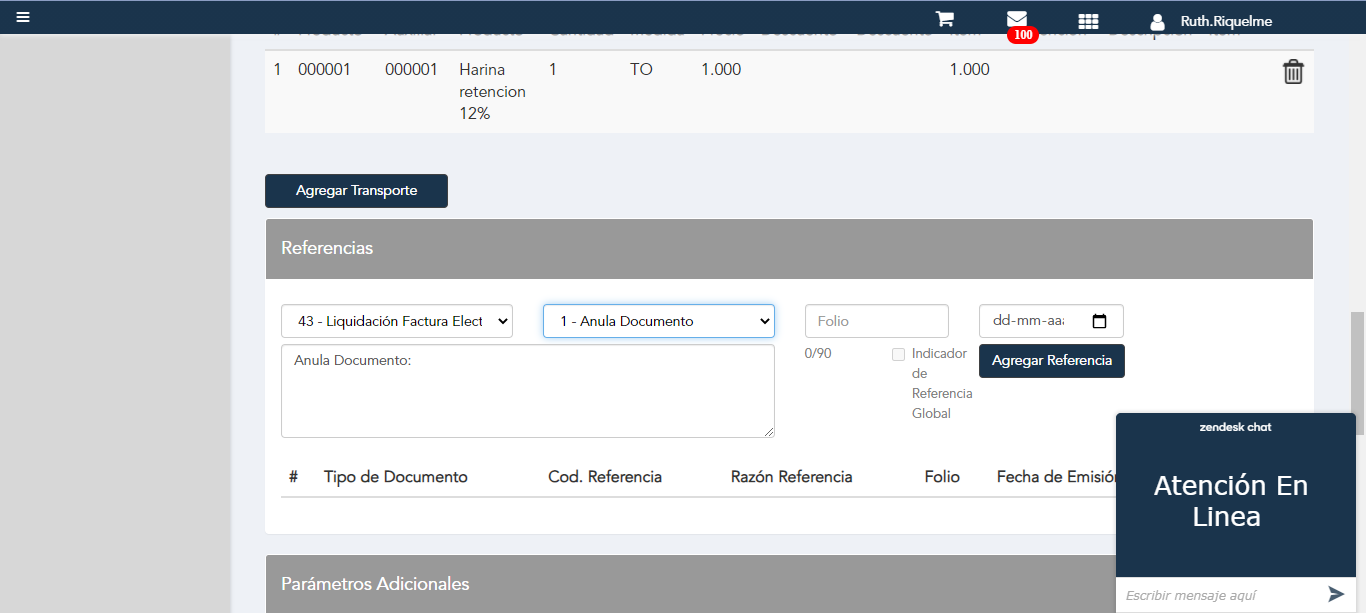 Ruth.Riquelme
100
1 000001 000001 Harina 1 TO 1.000 1.000
retencion
12%
Agregar Transporte
Referencias
43 - Liquidación Factura Elect 1 - Anula Documento Folio dd-mm-aaa
Anula Documento:
0/90
Indicador
de
Referencia
Global
Agregar Referencia
# Tipo de Documento Cod. Referencia Razón Referencia Folio Fecha de Emisión
Parámetros Adicionales
zendesk chat
Atención En
Linea
Escribir mensaje aquí